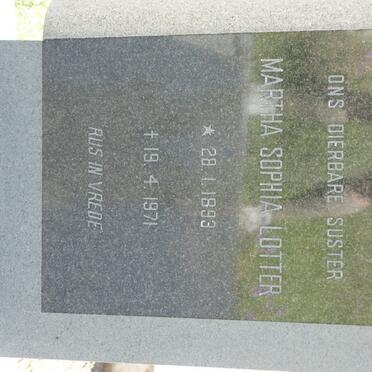 ONS DIERBARE SUSTER
MARTHA SOPHIA LOTTER
★ 28.1.1893
✝ 19.4.1971
RUS IN VREDE